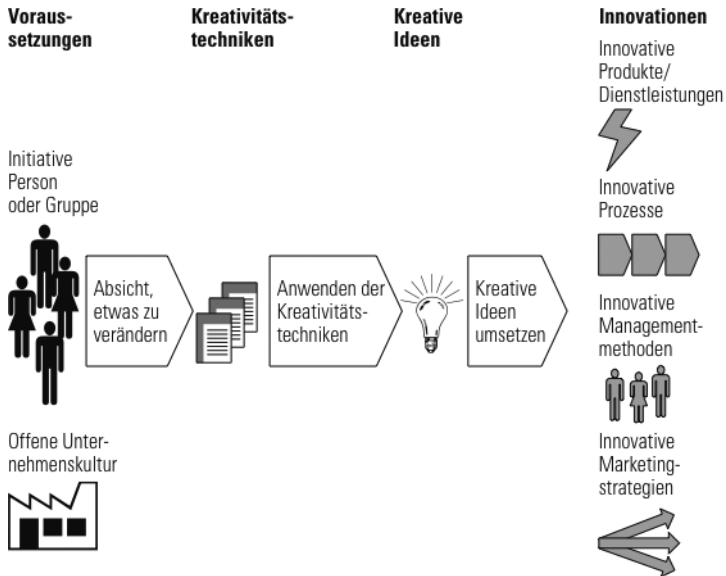 Voraus-
setzungen
Kreativitäts-
techniken
Kreative
Ideen
Innovationen
Innovative
Produkte/
Dienstleistungen
Initiative
Person
oder Gruppe
Innovative
Prozesse
Absicht,
etwas zu
verändern
Anwenden der
Kreativitäts-
techniken
Kreative
Ideen
umsetzen
Innovative
Management-
methoden
Offene Unter-
nehmenskultur
Innovative
Marketing-
strategien